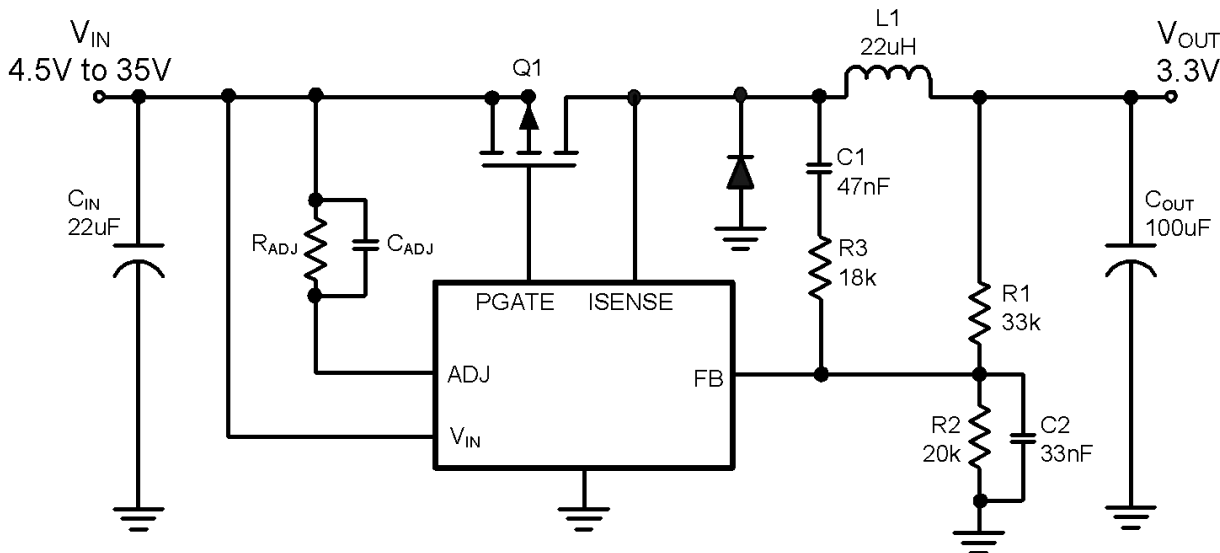 L1
22uH
V_IN
4.5V to 35V
V_OUT
3.3V
Q1
C1
47nF
C_IN
22uF
C_OUT
100uF
R_ADJ
C_ADJ
R3
18k
PGATE
ISENSE
R1
33k
ADJ
FB
V_IN
R2
20k
C2
33nF